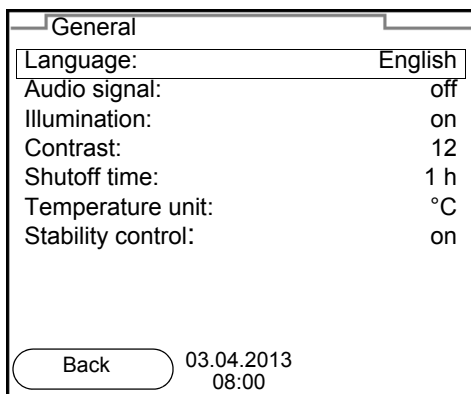 General
Language: English
Audio signal: off
Illumination: on
Contrast: 12
Shutoff time: 1 h
Temperature unit: °C
Stability control: on
Back 03.04.2013
08:00